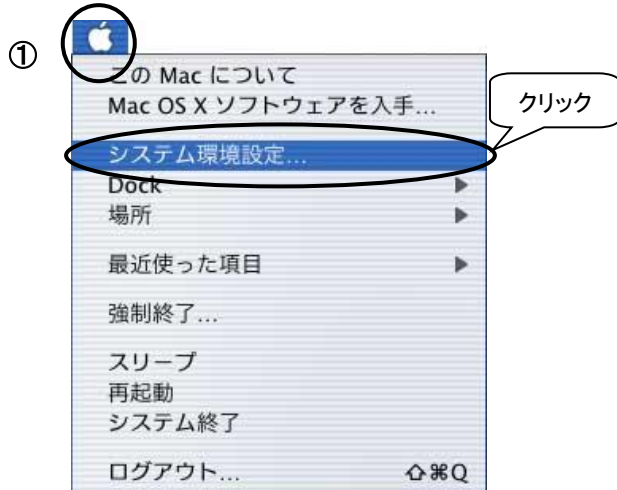 ①
この Mac について
Mac OS X ソフトウェアを入手...
クリック
システム環境設定...
Dock
場所
最近使った項目
強制終了...
スリープ
再起動
システム終了
ログアウト... ⇧⌘Q